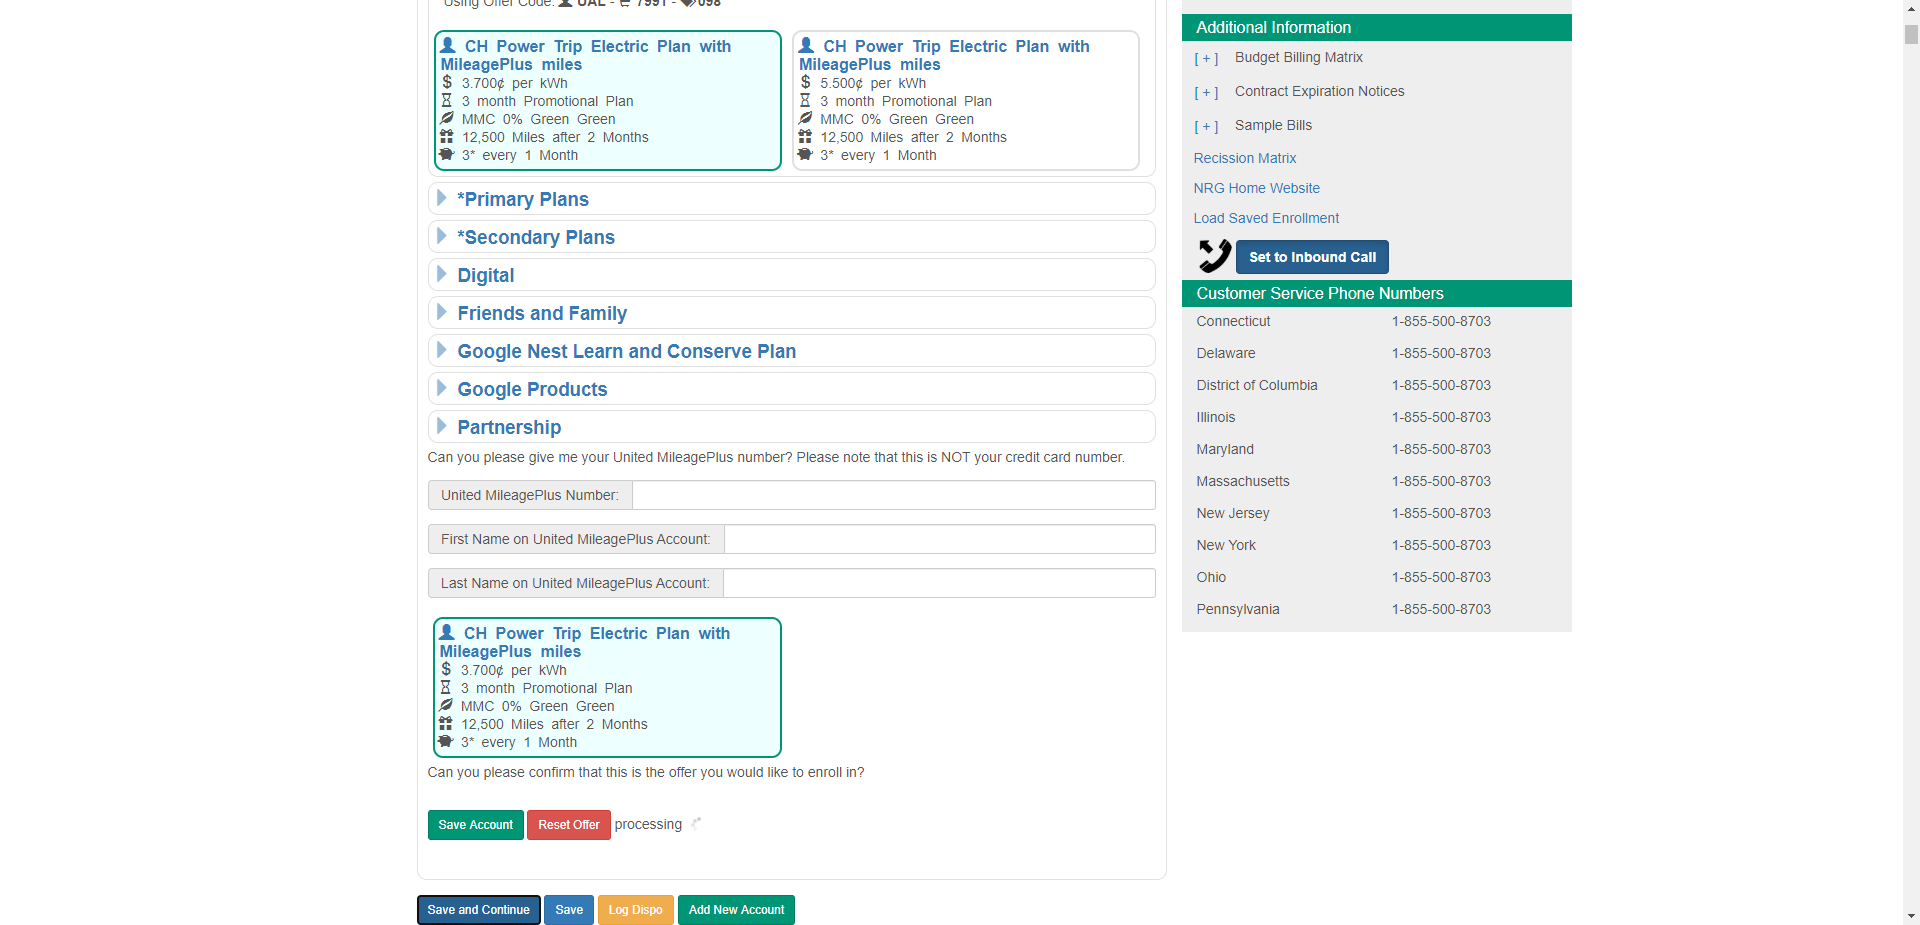 Using Offer Code: UAL - 7991 - 098
CH Power Trip Electric Plan with
MileagePlus miles
3.700¢ per kWh
3 month Promotional Plan
MMC 0% Green Green
12,500 Miles after 2 Months
3* every 1 Month
CH Power Trip Electric Plan with
MileagePlus miles
5.500¢ per kWh
3 month Promotional Plan
MMC 0% Green Green
12,500 Miles after 2 Months
3* every 1 Month
*Primary Plans
*Secondary Plans
Digital
Friends and Family
Google Nest Learn and Conserve Plan
Google Products
Partnership
Can you please give me your United MileagePlus number? Please note that this is NOT your credit card number.
United MileagePlus Number:
First Name on United MileagePlus Account:
Last Name on United MileagePlus Account:
CH Power Trip Electric Plan with
MileagePlus miles
3.700¢ per kWh
3 month Promotional Plan
MMC 0% Green Green
12,500 Miles after 2 Months
3* every 1 Month
Can you please confirm that this is the offer you would like to enroll in?
Save Account Reset Offer processing
Save and Continue Save Log Dispo Add New Account
Additional Information
[ + ] Budget Billing Matrix
[ + ] Contract Expiration Notices
[ + ] Sample Bills
Recission Matrix
NRG Home Website
Load Saved Enrollment
Set to Inbound Call
Customer Service Phone Numbers
Connecticut 1-855-500-8703
Delaware 1-855-500-8703
District of Columbia 1-855-500-8703
Illinois 1-855-500-8703
Maryland 1-855-500-8703
Massachusetts 1-855-500-8703
New Jersey 1-855-500-8703
New York 1-855-500-8703
Ohio 1-855-500-8703
Pennsylvania 1-855-500-8703